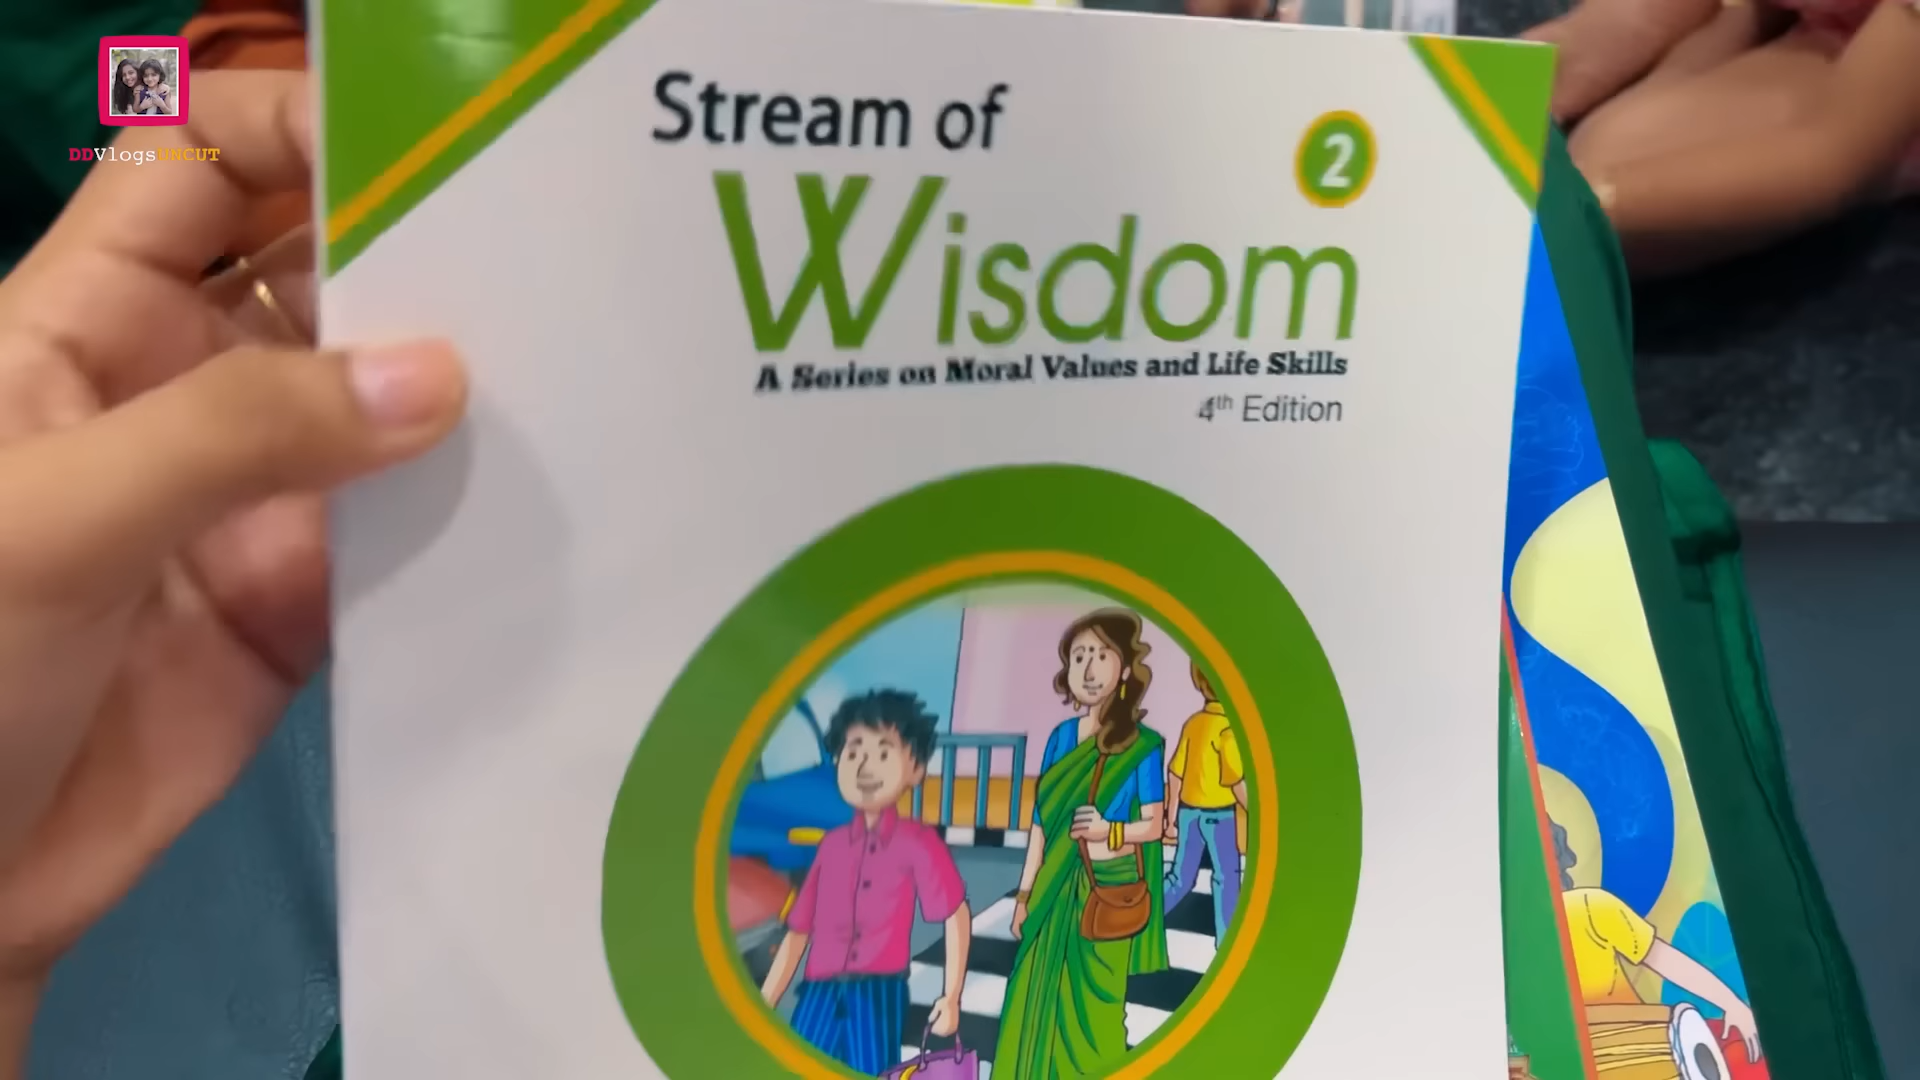 DDVlogsUNCUT
Stream of
2
Wisdom
A Series on Moral Values and Life Skills
4th Edition